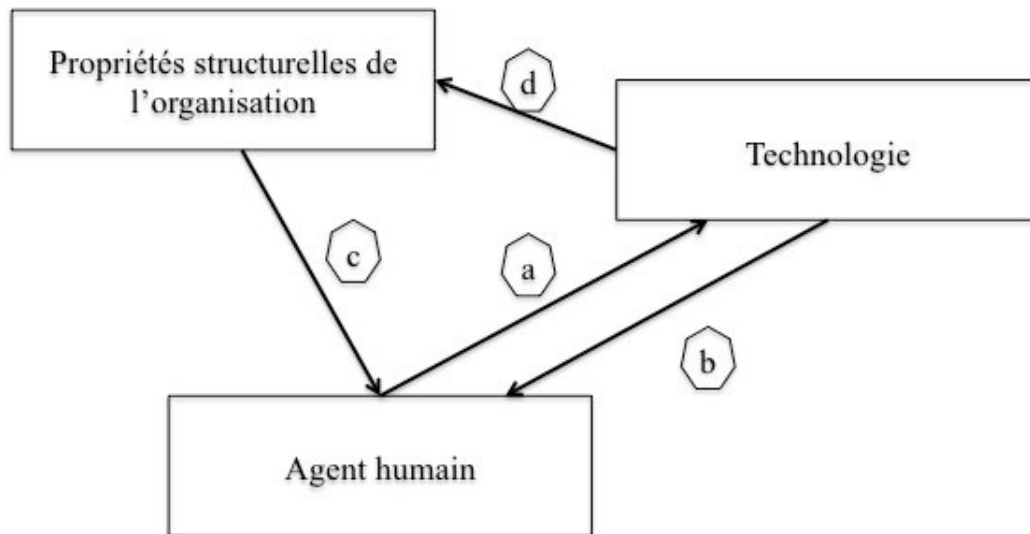 Propriétés structurelles de
l’organisation
d
Technologie
c
a
b
Agent humain